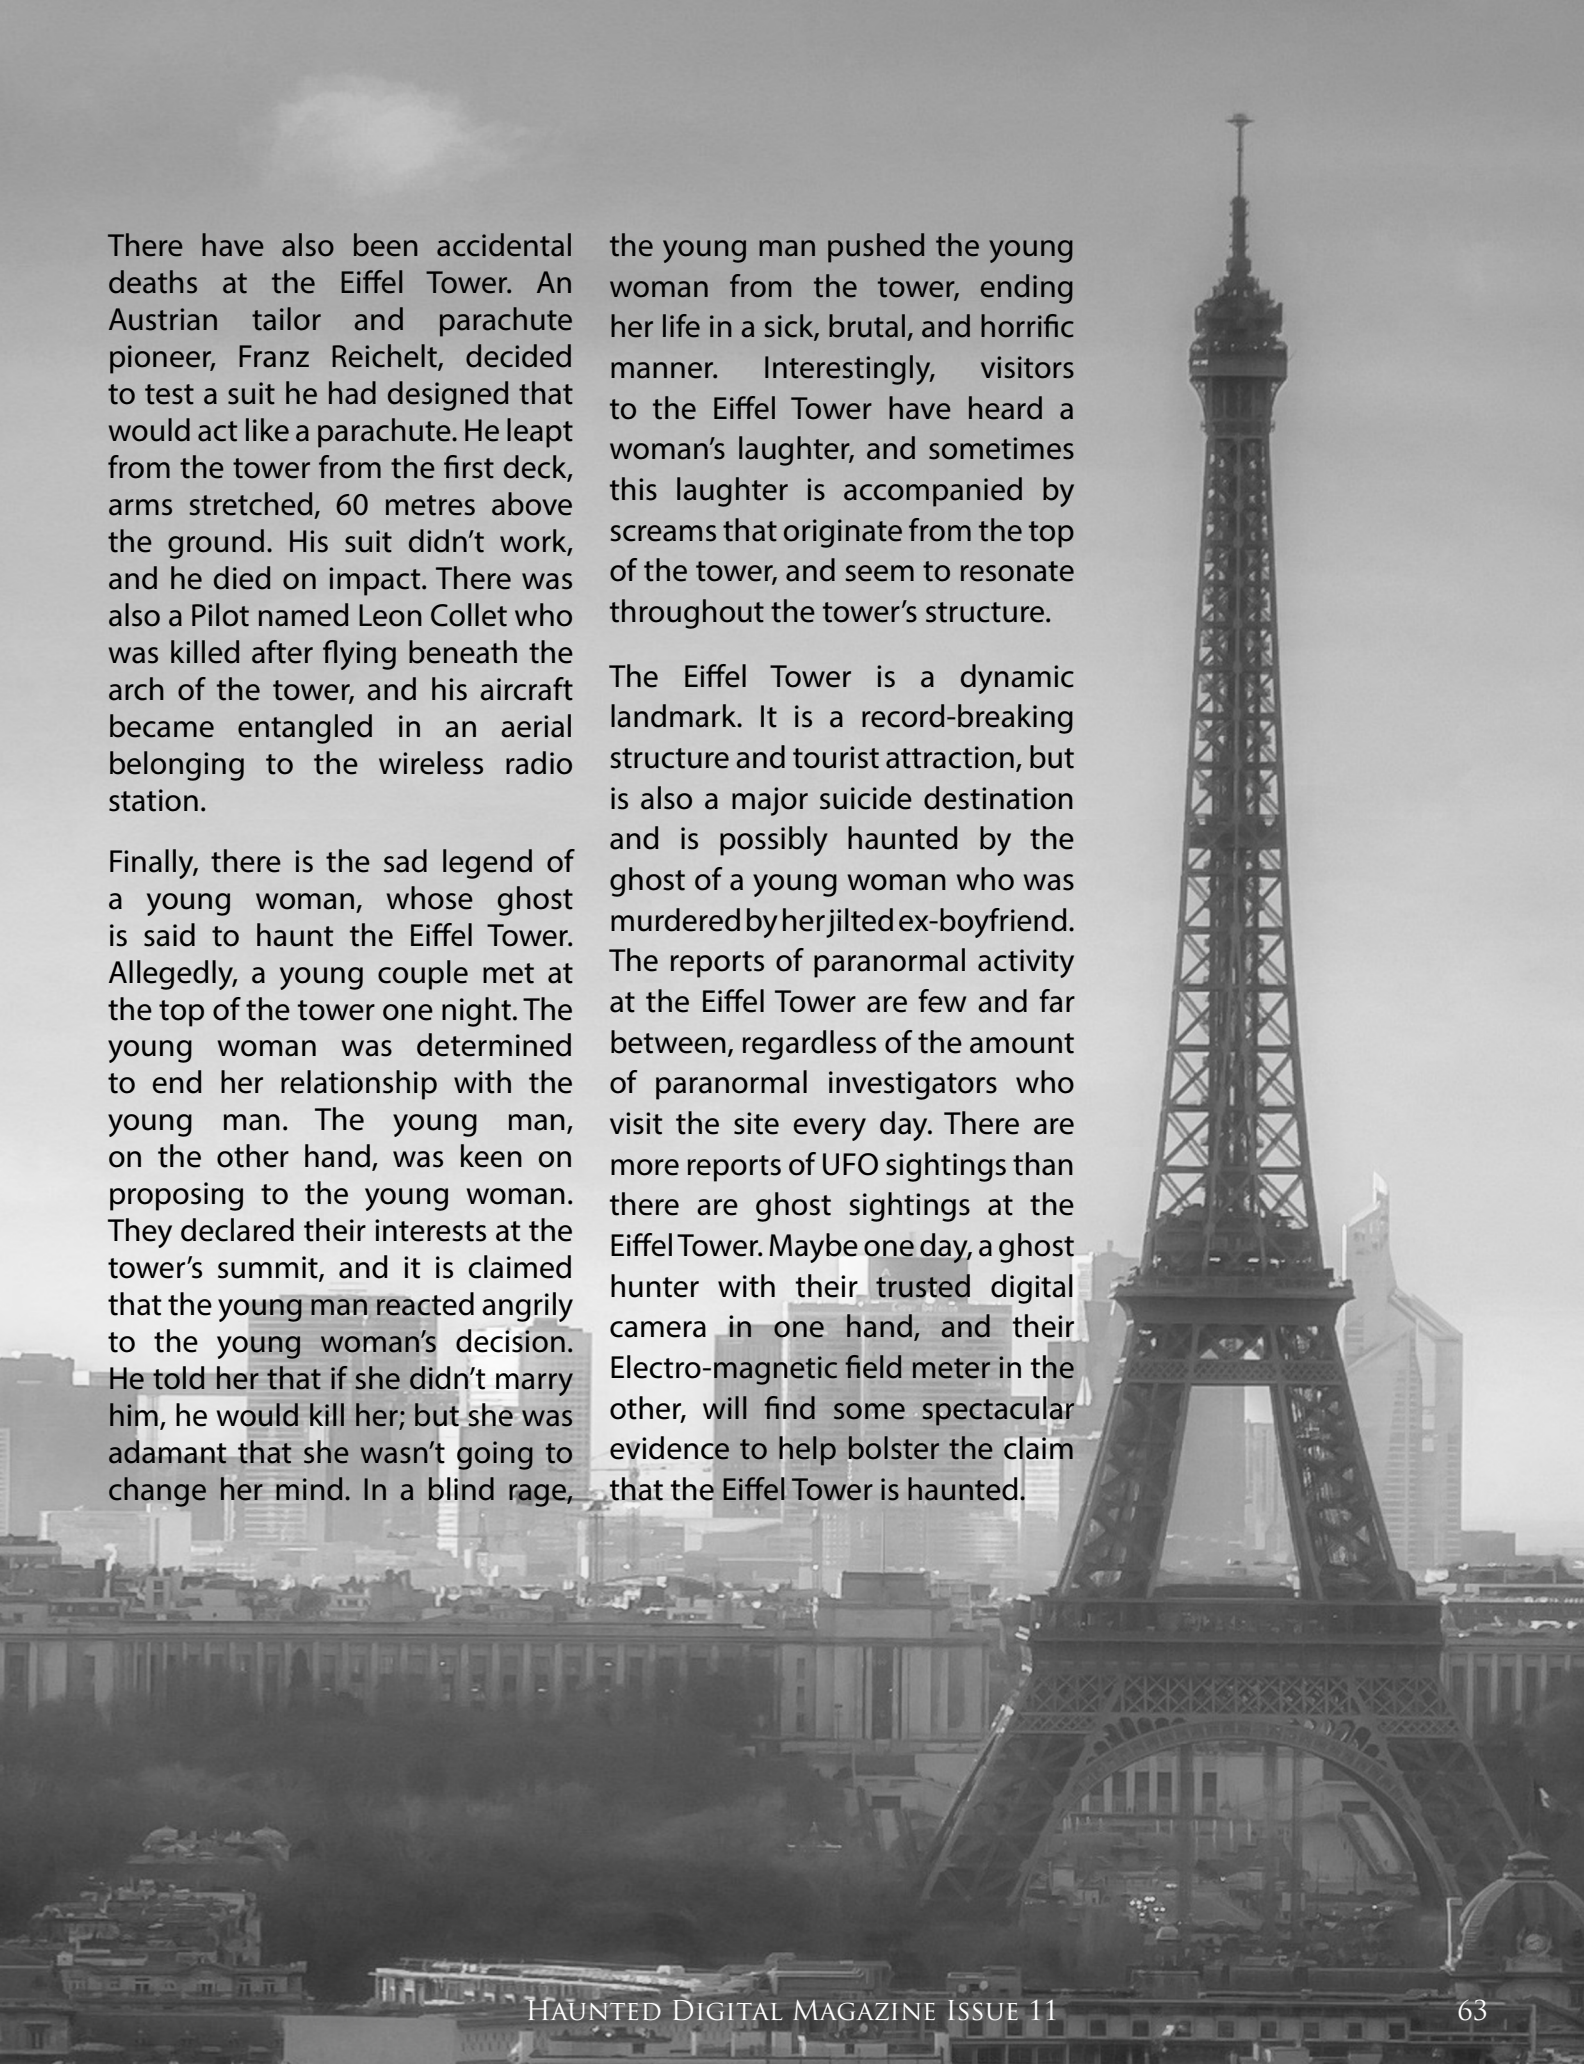 There have also been accidental
deaths at the Eiffel Tower. An
Austrian tailor and parachute
pioneer, Franz Reichelt, decided
to test a suit he had designed that
would act like a parachute. He leapt
from the tower from the first deck,
arms stretched, 60 metres above
the ground. His suit didn't work,
and he died on impact. There was
also a Pilot named Leon Collet who
was killed after flying beneath the
arch of the tower, and his aircraft
became entangled in an aerial
belonging to the wireless radio
station.
Finally, there is the sad legend of
a young woman, whose ghost
is said to haunt the Eiffel Tower.
Allegedly, a young couple met at
the top of the tower one night. The
young woman was determined
to end her relationship with the
young man. The young man,
on the other hand, was keen on
proposing to the young woman.
They declared their interests at the
tower's summit, and it is claimed
that the young man reacted angrily
to the young woman's decision.
He told her that if she didn't marry
him, he would kill her; but she was
adamant that she wasn't going to
change her mind. In a blind rage,
the young man pushed the young
woman from the tower, ending
her life in a sick, brutal, and horrific
manner. Interestingly, visitors
to the Eiffel Tower have heard a
woman's laughter, and sometimes
this laughter is accompanied by
screams that originate from the top
of the tower, and seem to resonate
throughout the tower's structure.
The Eiffel Tower is a dynamic
landmark. It is a record-breaking
structure and tourist attraction, but
is also a major suicide destination
and is possibly haunted by the
ghost of a young woman who was
murdered by her jilted ex-boyfriend.
The reports of paranormal activity
at the Eiffel Tower are few and far
between, regardless of the amount
of paranormal investigators who
visit the site every day. There are
more reports of UFO sightings than
there are ghost sightings at the
Eiffel Tower. Maybe one day, a ghost
hunter with their trusted digital
camera in one hand, and their
Electro-magnetic field meter in the
other, will find some spectacular
evidence to help bolster the claim
that the Eiffel Tower is haunted.
Haunted Digital Magazine Issue 11
63